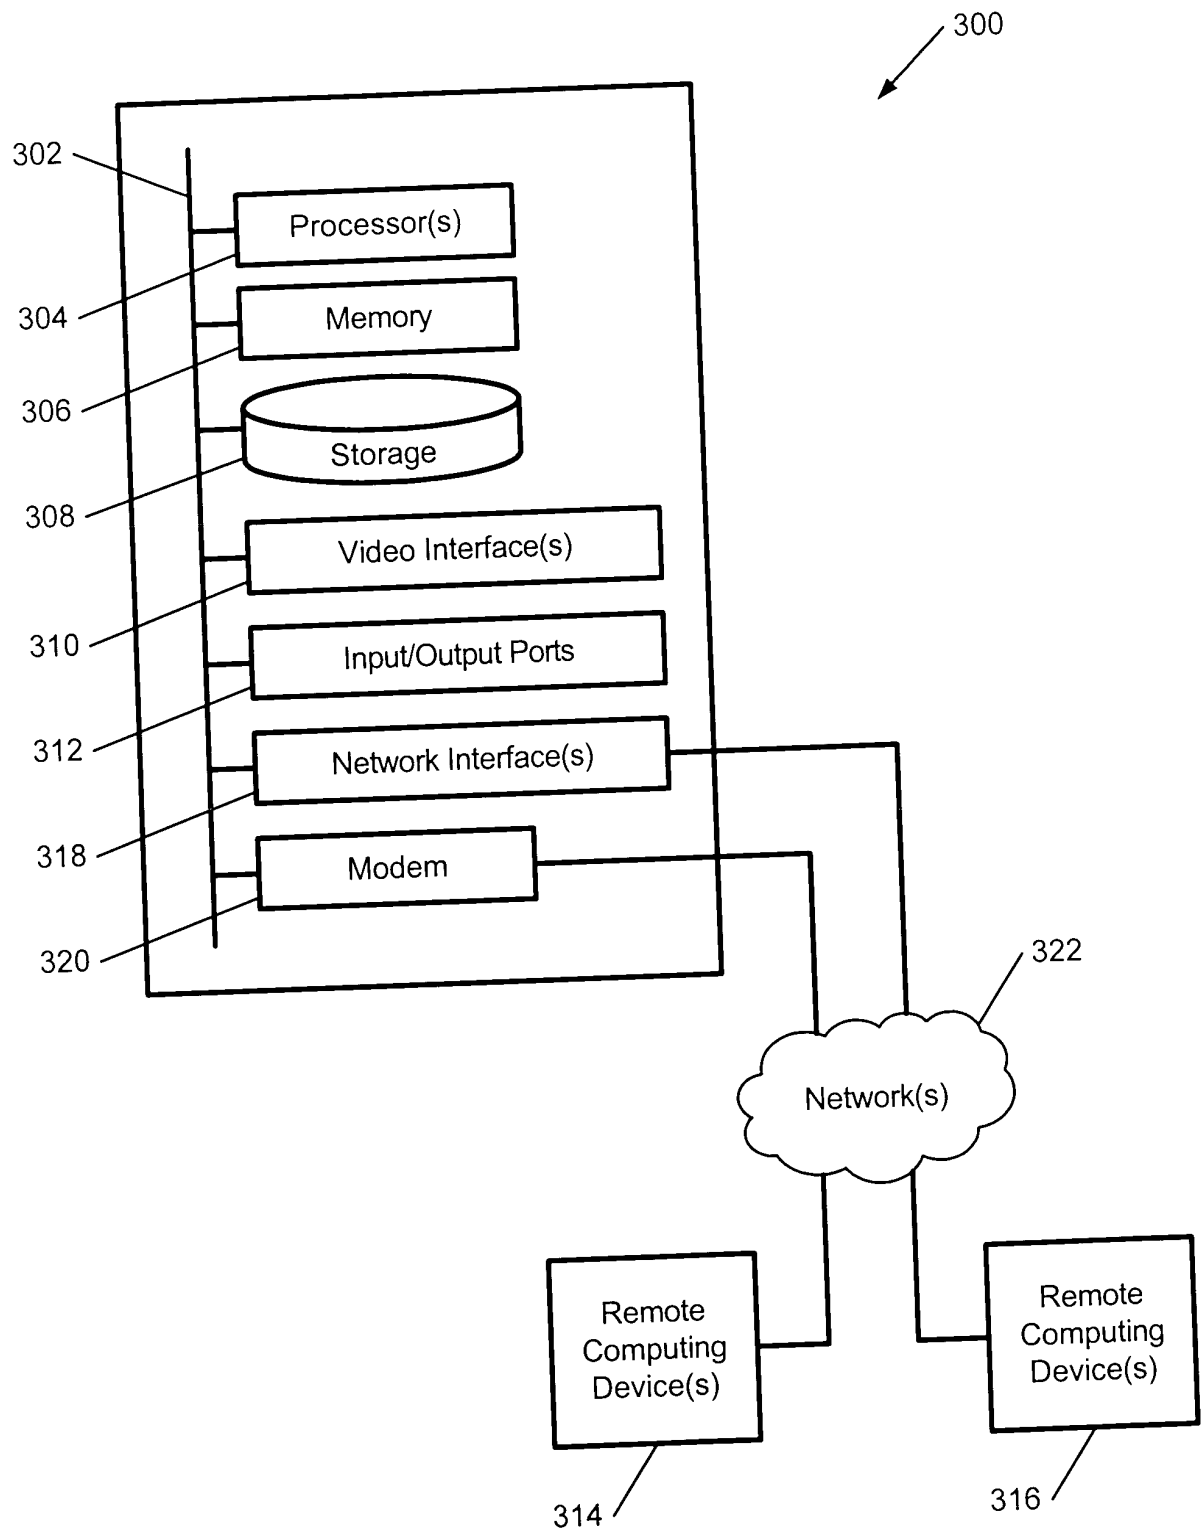 300
302
Processor(s)
304
Memory
306
Storage
308
Video Interface(s)
310
Input/Output Ports
312
Network Interface(s)
318
Modem
320
322
Network(s)
Remote
Computing
Device(s)
314
Remote
Computing
Device(s)
316